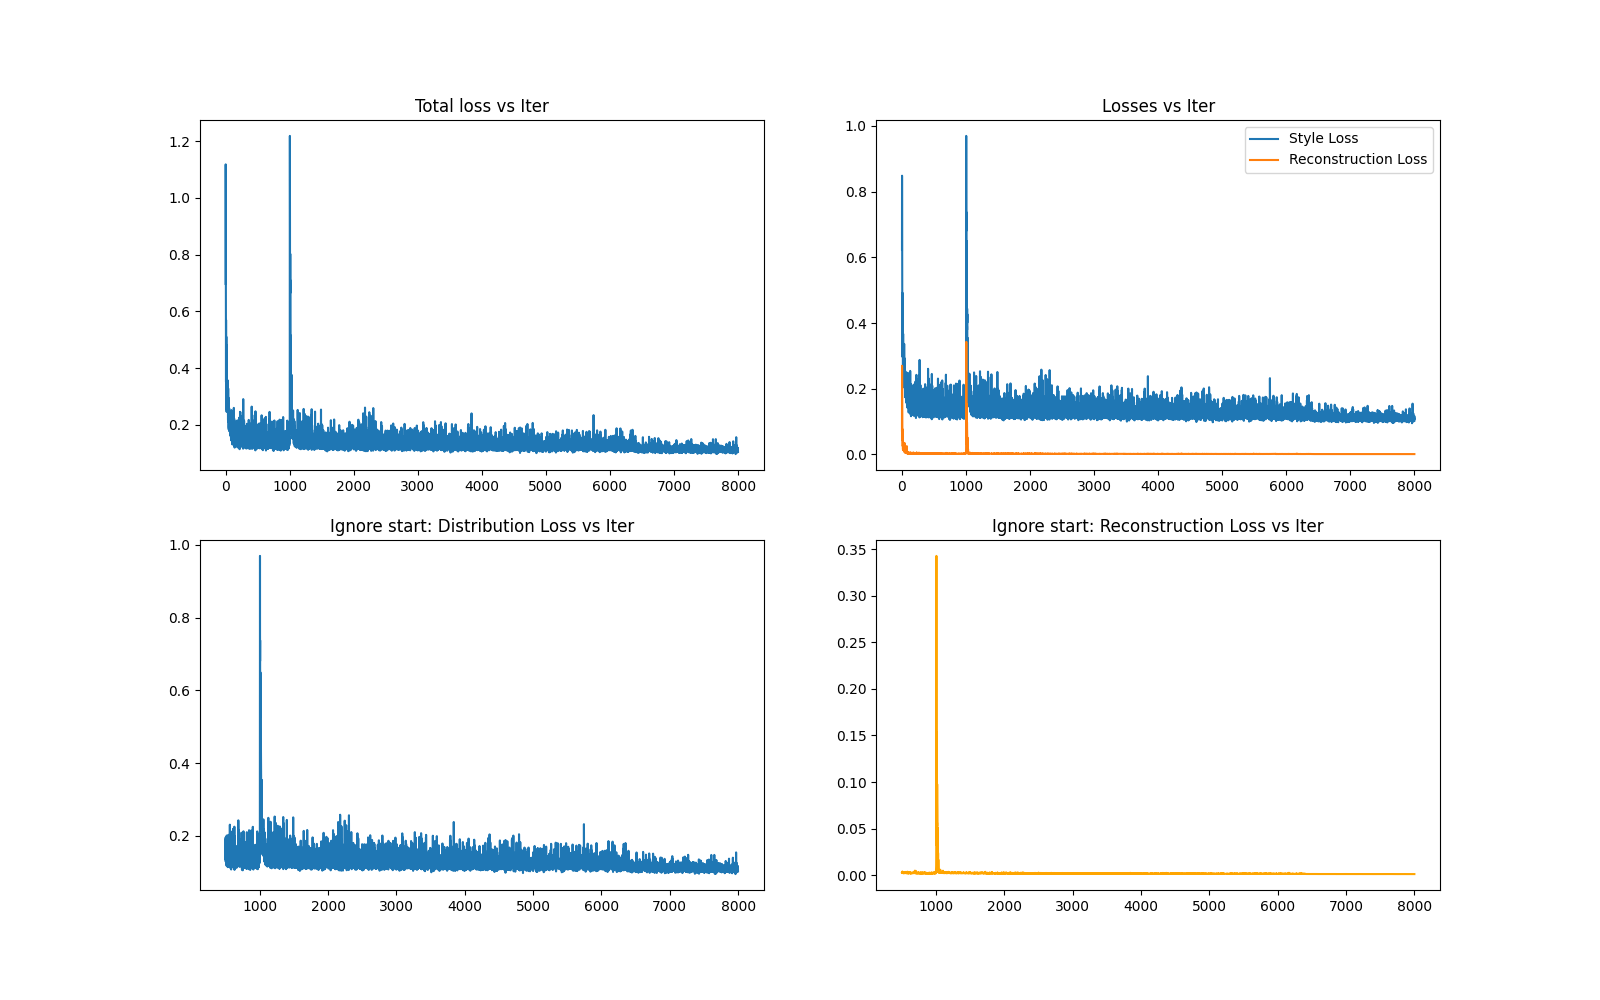 Total loss vs Iter
1.2
1.0
0.8
0.6
0.4
0.2
0 1000 2000 3000 4000 5000 6000 7000 8000
Losses vs Iter
Style Loss
Reconstruction Loss
1.0
0.8
0.6
0.4
0.2
0.0
0 1000 2000 3000 4000 5000 6000 7000 8000
Ignore start: Distribution Loss vs Iter
1.0
0.8
0.6
0.4
0.2
1000 2000 3000 4000 5000 6000 7000 8000
Ignore start: Reconstruction Loss vs Iter
0.35
0.30
0.25
0.20
0.15
0.10
0.05
0.00
1000 2000 3000 4000 5000 6000 7000 8000